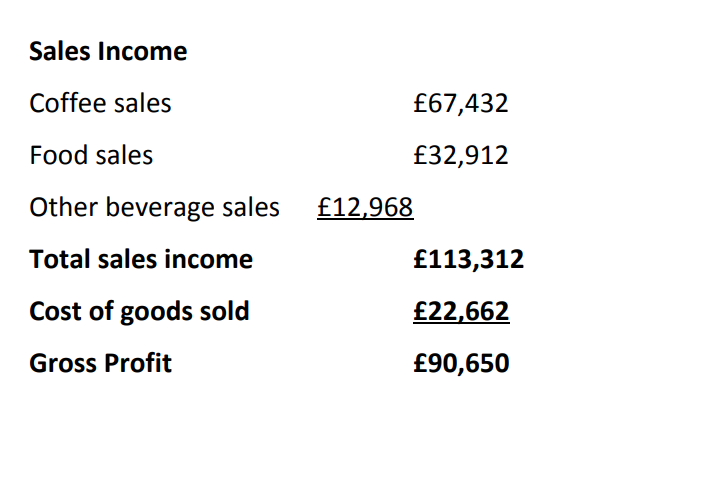 Sales Income
Coffee sales £67,432
Food sales £32,912
Other beverage sales £12,968
Total sales income £113,312
Cost of goods sold £22,662
Gross Profit £90,650